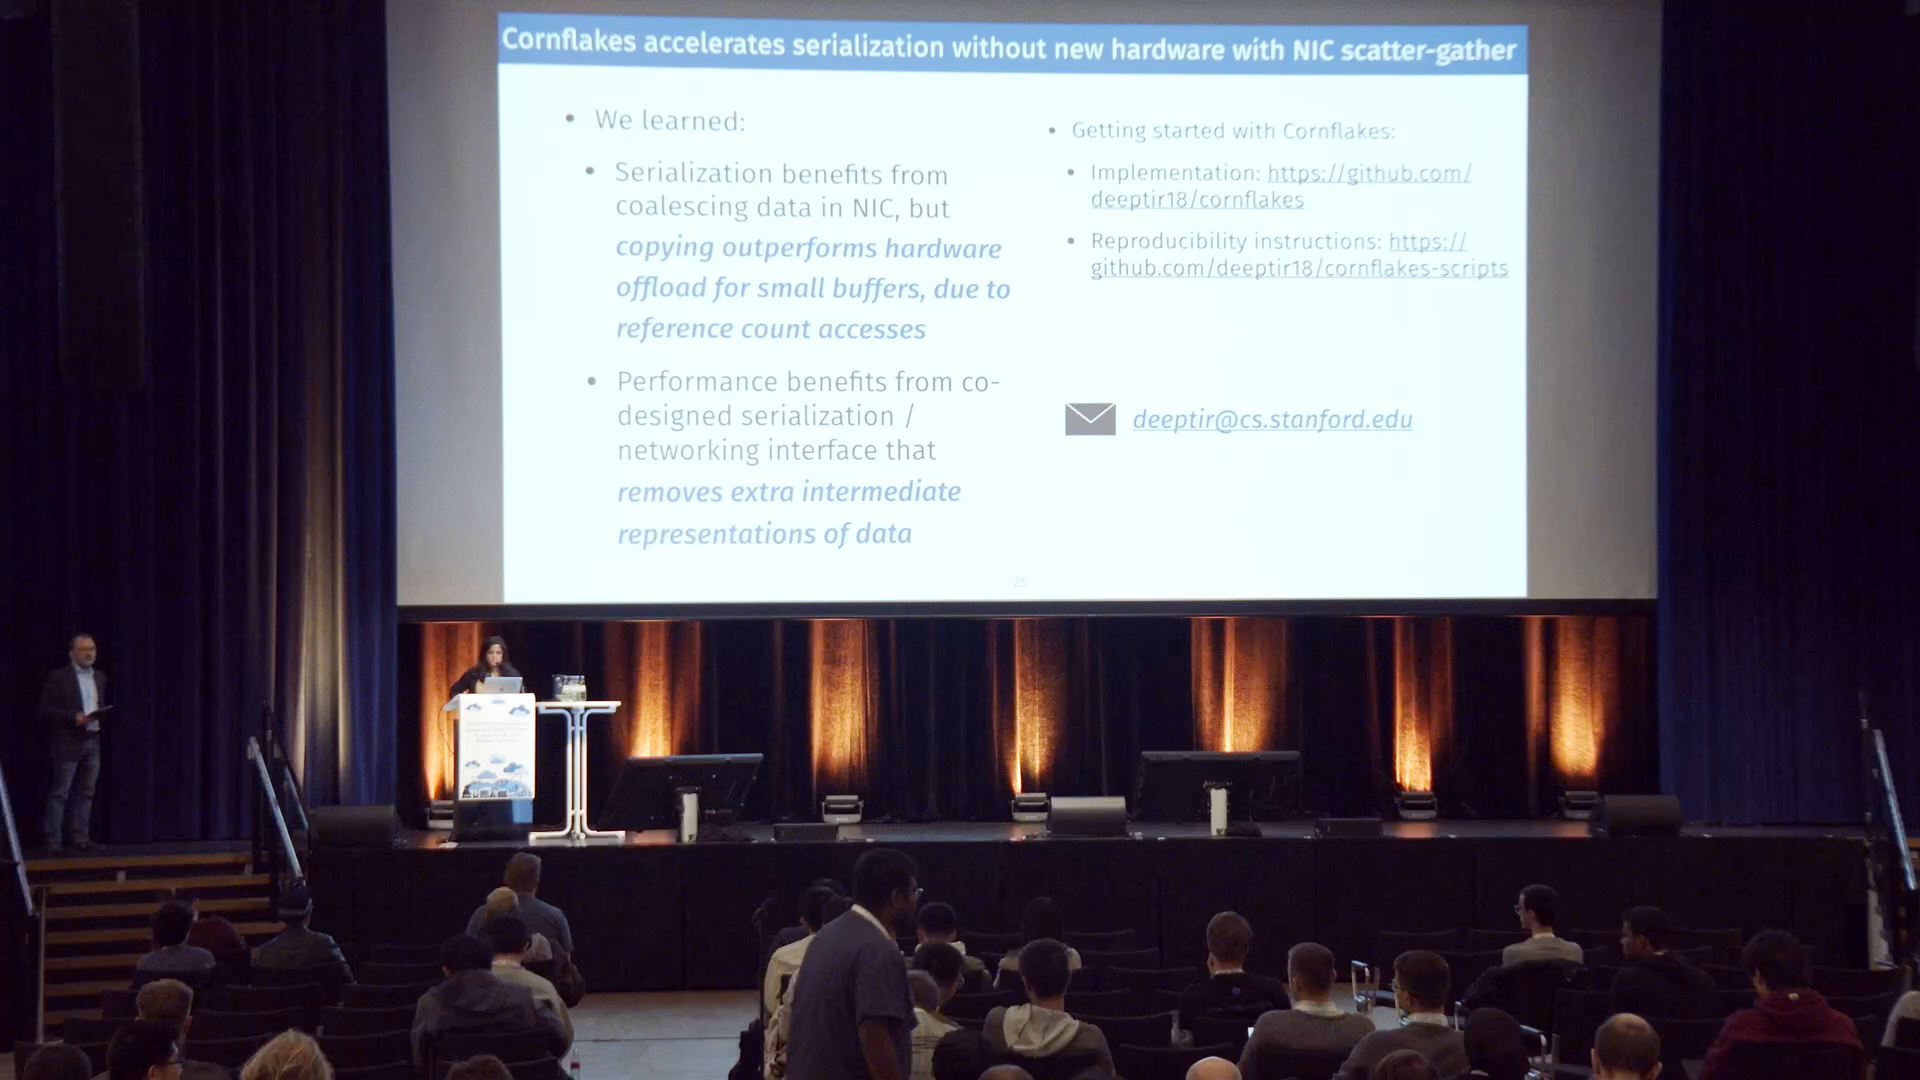 Cornflakes accelerates serialization without new hardware with NIC scatter-gather
• We learned:
• Serialization benefits from
coalescing data in NIC, but
copying outperforms hardware
offload for small buffers, due to
reference count accesses
• Performance benefits from co-
designed serialization /
networking interface that
removes extra intermediate
representations of data
• Getting started with Cornflakes:
• Implementation: https://github.com/
deeptir18/cornflakes
• Reproducibility instructions: https://
github.com/deeptir18/cornflakes-scripts
deeptir@cs.stanford.edu
25